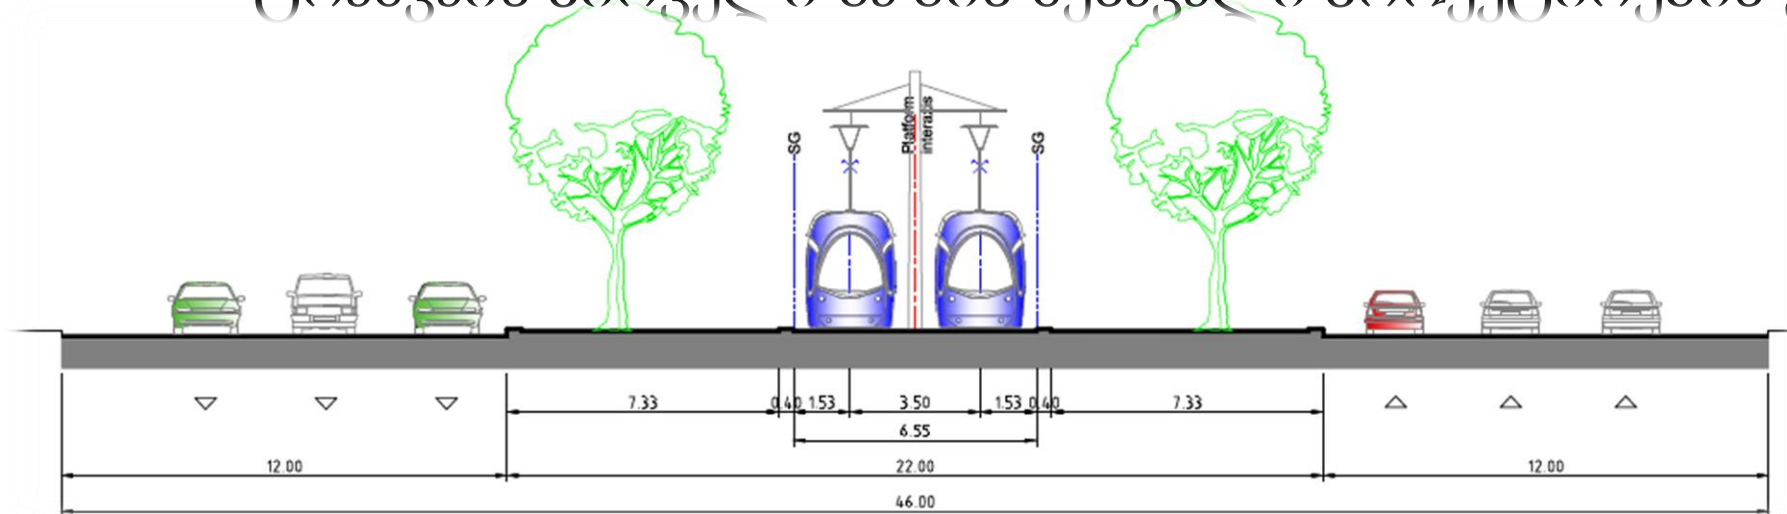 SG
Platform
interaxis
SG
7.33 0.40 1.53 3.50 1.53 0.40 7.33
6.55
12.00 22.00 12.00
46.00